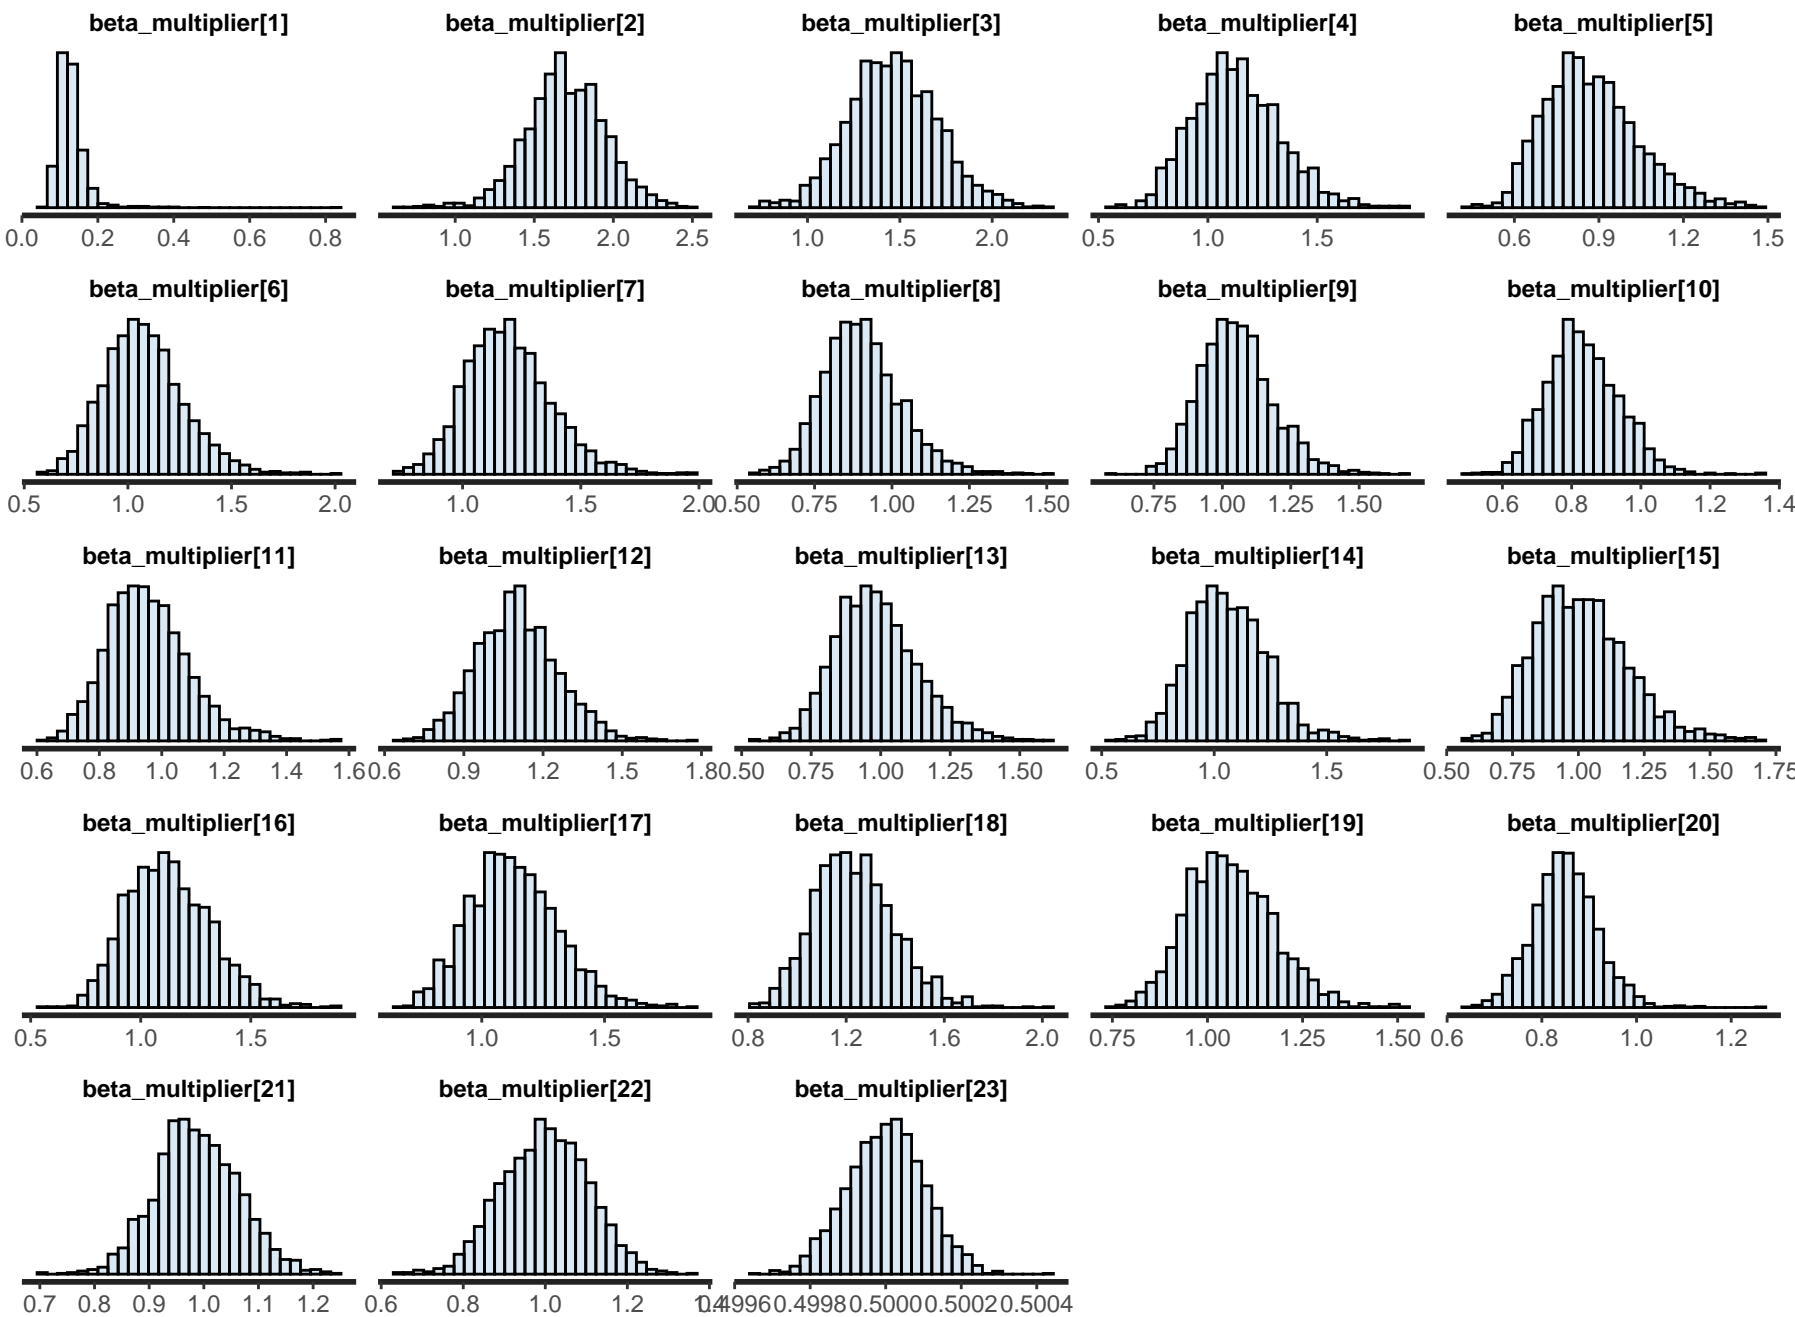 beta_multiplier[1] beta_multiplier[2] beta_multiplier[3] beta_multiplier[4] beta_multiplier[5]
0.0 0.2 0.4 0.6 0.8 1.0 1.5 2.0 2.5 1.0 1.5 2.0 0.5 1.0 1.5 0.6 0.9 1.2 1.5
beta_multiplier[6] beta_multiplier[7] beta_multiplier[8] beta_multiplier[9] beta_multiplier[10]
0.5 1.0 1.5 2.0 1.0 1.5 2.0 0.50 0.75 1.00 1.25 1.50 0.75 1.00 1.25 1.50 0.6 0.8 1.0 1.2 1.4
beta_multiplier[11] beta_multiplier[12] beta_multiplier[13] beta_multiplier[14] beta_multiplier[15]
0.6 0.8 1.0 1.2 1.4 1.6 0.6 0.9 1.2 1.5 1.8 0.50 0.75 1.00 1.25 1.50 0.5 1.0 1.5 0.50 0.75 1.00 1.25 1.50 1.75
beta_multiplier[16] beta_multiplier[17] beta_multiplier[18] beta_multiplier[19] beta_multiplier[20]
0.5 1.0 1.5 1.0 1.5 0.8 1.2 1.6 2.0 0.75 1.00 1.25 1.50 0.6 0.8 1.0 1.2
beta_multiplier[21] beta_multiplier[22] beta_multiplier[23]
0.7 0.8 0.9 1.0 1.1 1.2 0.6 0.8 1.0 1.2 1.4 0.4996 0.4998 0.5000 0.5002 0.5004